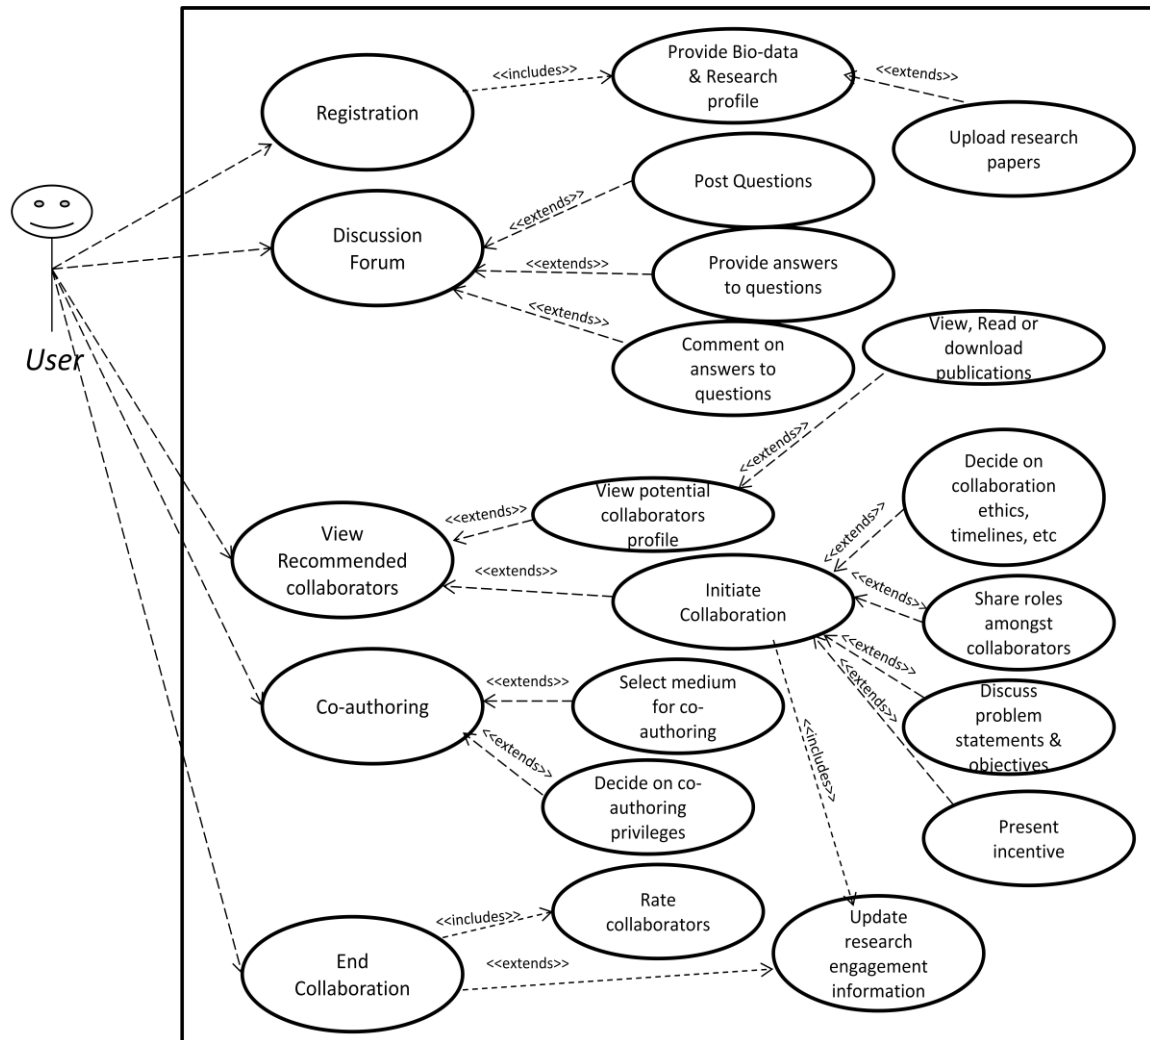 Registration
<<includes>>
Provide Bio-data
& Research
profile
<<extends>>
Upload research
papers
User
Discussion
Forum
<<extends>>
Post Questions
<<extends>>
Provide answers
to questions
<<extends>>
Comment on
answers to
questions
View, Read or
download
publications
<<extends>>
View
Recommended
collaborators
<<extends>>
View potential
collaborators
profile
<<extends>>
Initiate
Collaboration
<<extends>>
Decide on
collaboration
ethics,
timelines, etc
<<extends>>
Share roles
amongst
collaborators
<<extends>>
Discuss
problem
statements &
objectives
<<extends>>
Present
incentive
<<includes>>
Co-authoring
<<extends>>
Select medium
for co-
authoring
<<extends>>
Decide on co-
authoring
privileges
End
Collaboration
<<includes>>
Rate
collaborators
<<extends>>
Update
research
engagement
information